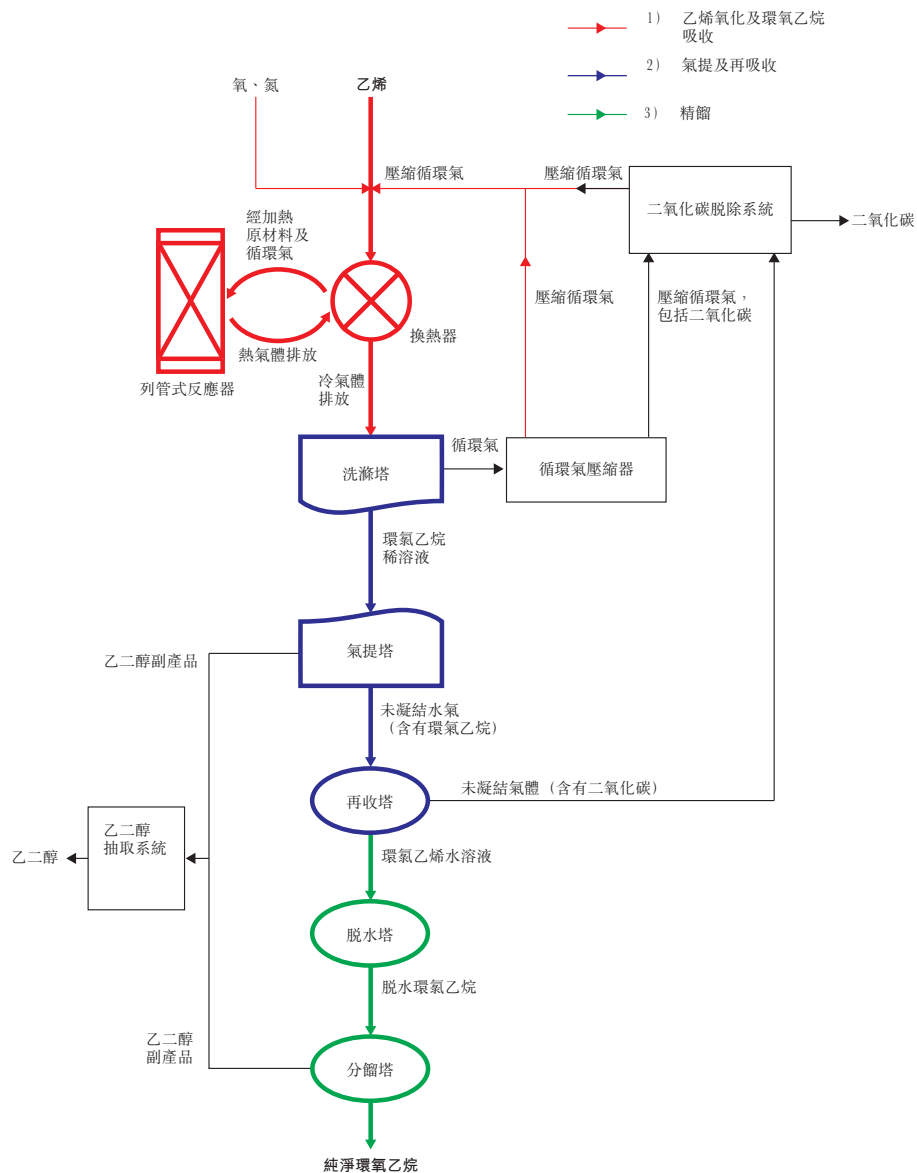 1) 乙烯氧化及環氧乙烷
吸收
2) 氣提及再吸收
3) 精餾
氧、氮
乙烯
壓縮循環氣
壓縮循環氣
二氧化碳脱除系統
二氧化碳
經加熱
原材料及
循環氣
壓縮循環氣
壓縮循環氣，
包括二氧化碳
換熱器
熱氣體排放
列管式反應器
冷氣體
排放
循環氣
洗滌塔
循環氣壓縮器
環氯乙烷
稀溶液
氣提塔
乙二醇副產品
未凝結水氣
（含有環氧乙烷）
未凝結氣體（含有二氧化碳）
再收塔
乙二醇
抽取系統
乙二醇
環氯乙烯水溶液
脱水塔
脱水環氯乙烷
乙二醇
副產品
分餾塔
純淨環氧乙烷